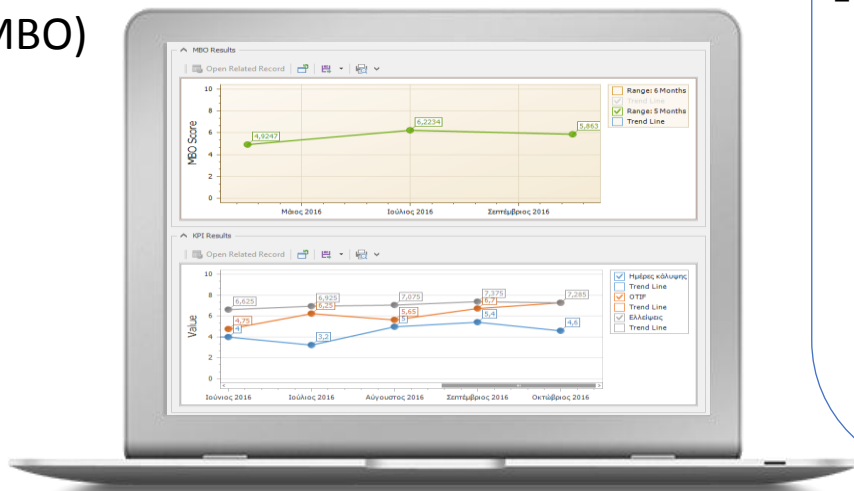 MBO)
MBO Results
Open Related Record
10
8
6
4
2
0
MBO Score
4,9247
6,2234
5,863
Μάιος 2016
Ιούλιος 2016
Σεπτέμβριος 2016
Range: 6 Months
Trend Line
Range: 5 Months
Trend Line
KPI Results
Open Related Record
10
8
6
4
2
0
Value
6,625
6,925
7,075
7,375
7,285
4,75
6,25
5,65
6,7
4
3,2
5
5,4
4,6
Ιούνιος 2016
Ιούλιος 2016
Αύγουστος 2016
Σεπτέμβριος 2016
Οκτώβριος 2016
Ημέρες κάλυψης
Trend Line
OTIF
Trend Line
Ελλείψεις
Trend Line